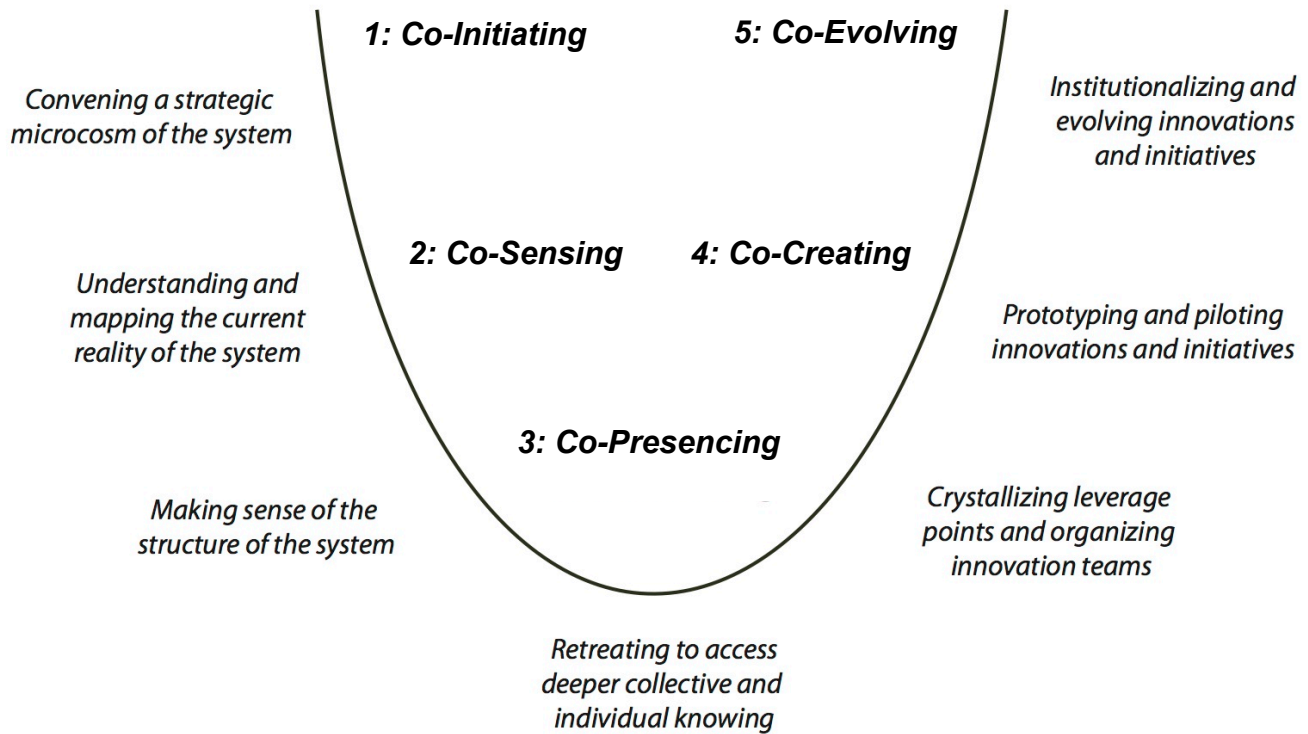 1: Co-Initiating
5: Co-Evolving
Convening a strategic
microcosm of the system
Institutionalizing and
evolving innovations
and initiatives
2: Co-Sensing
4: Co-Creating
Understanding and
mapping the current
reality of the system
Prototyping and piloting
innovations and initiatives
3: Co-Presencing
Making sense of the
structure of the system
Crystallizing leverage
points and organizing
innovation teams
Retreating to access
deeper collective and
individual knowing